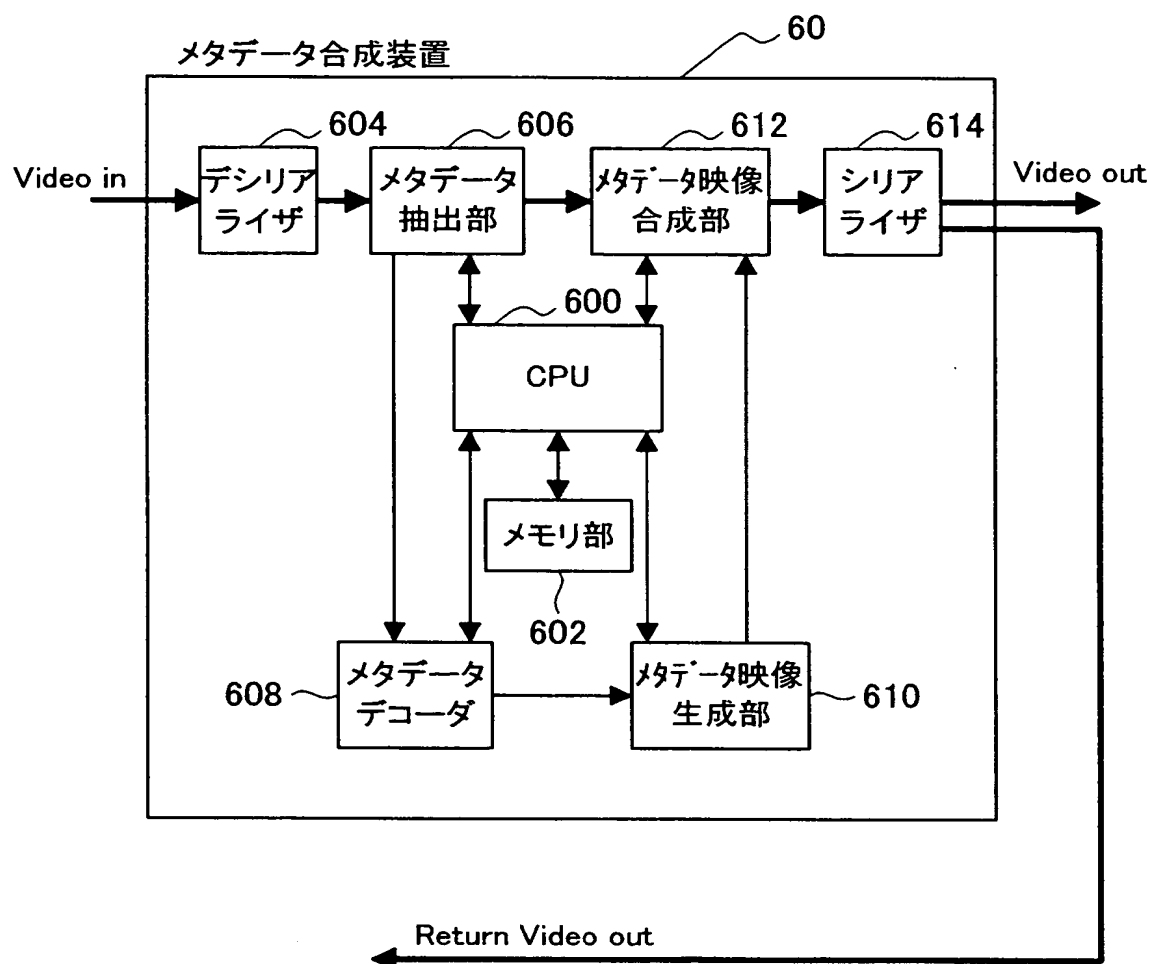 60
メタデータ合成装置
604
606
612
614
Video in
デシリア
ライザ
メタデータ
抽出部
メタデータ映像
合成部
シリア
ライザ
Video out
600
CPU
メモリ部
602
608
メタデータ
デコーダ
メタデータ映像
生成部
610
Return Video out